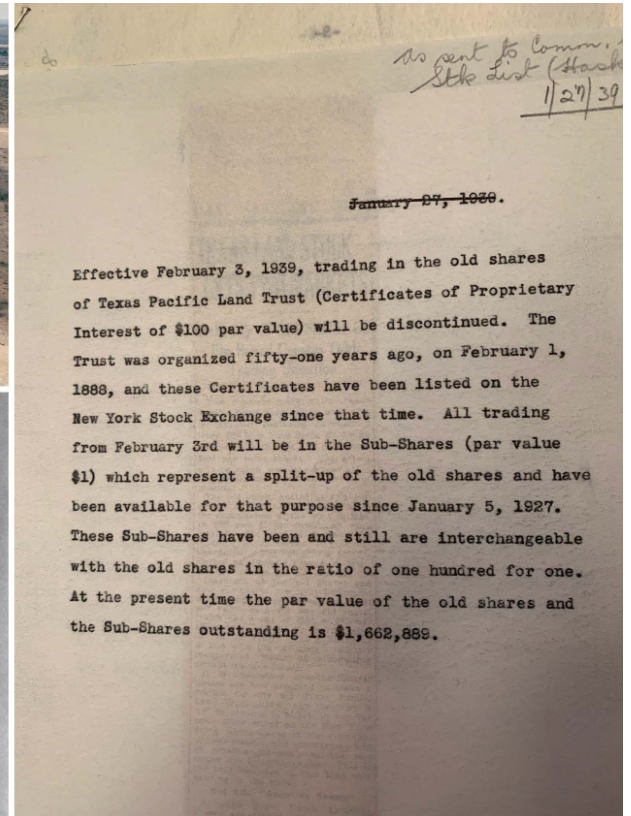 -2-
As sent to Comm.
Stk List (Hask
1/27/39
January 27, 1939.
Effective February 3, 1939, trading in the old shares
of Texas Pacific Land Trust (Certificates of Proprietary
Interest of $100 par value) will be discontinued. The
Trust was organized fifty-one years ago, on February 1,
1888, and these Certificates have been listed on the
New York Stock Exchange since that time. All trading
from February 3rd will be in the Sub-Shares (par value
$1) which represent a split-up of the old shares and have
been available for that purpose since January 5, 1927.
These Sub-Shares have been and still are interchangeable
with the old shares in the ratio of one hundred for one.
At the present time the par value of the old shares and
the Sub-Shares outstanding is $1,662,889.